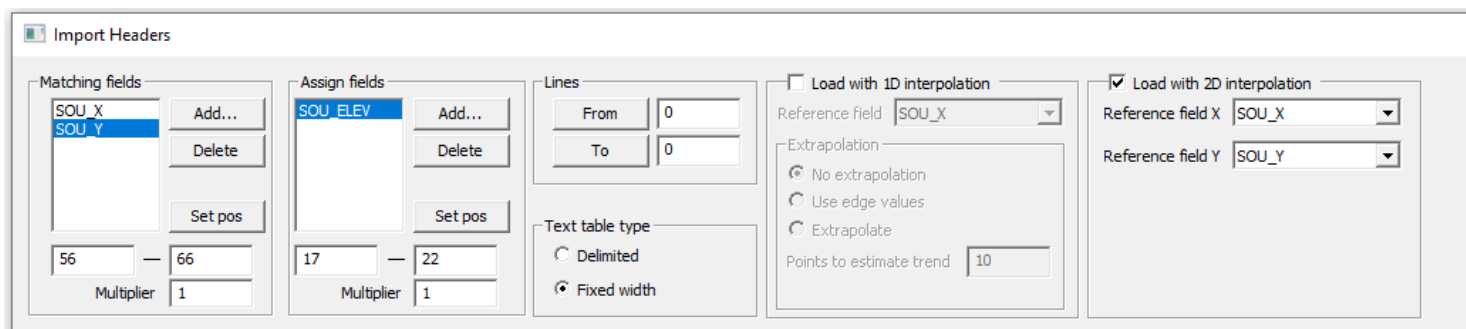 Import Headers
Matching fields
SOU_X
SOU_Y
Add...
Delete
Set pos
56 — 66
Multiplier 1
Assign fields
SOU_ELEV
Add...
Delete
Set pos
17 — 22
Multiplier 1
Lines
From 0
To 0
Text table type
Delimited
Fixed width
Load with 1D interpolation
Reference field SOU_X
Extrapolation
No extrapolation
Use edge values
Extrapolate
Points to estimate trend 10
Load with 2D interpolation
Reference field X SOU_X
Reference field Y SOU_Y